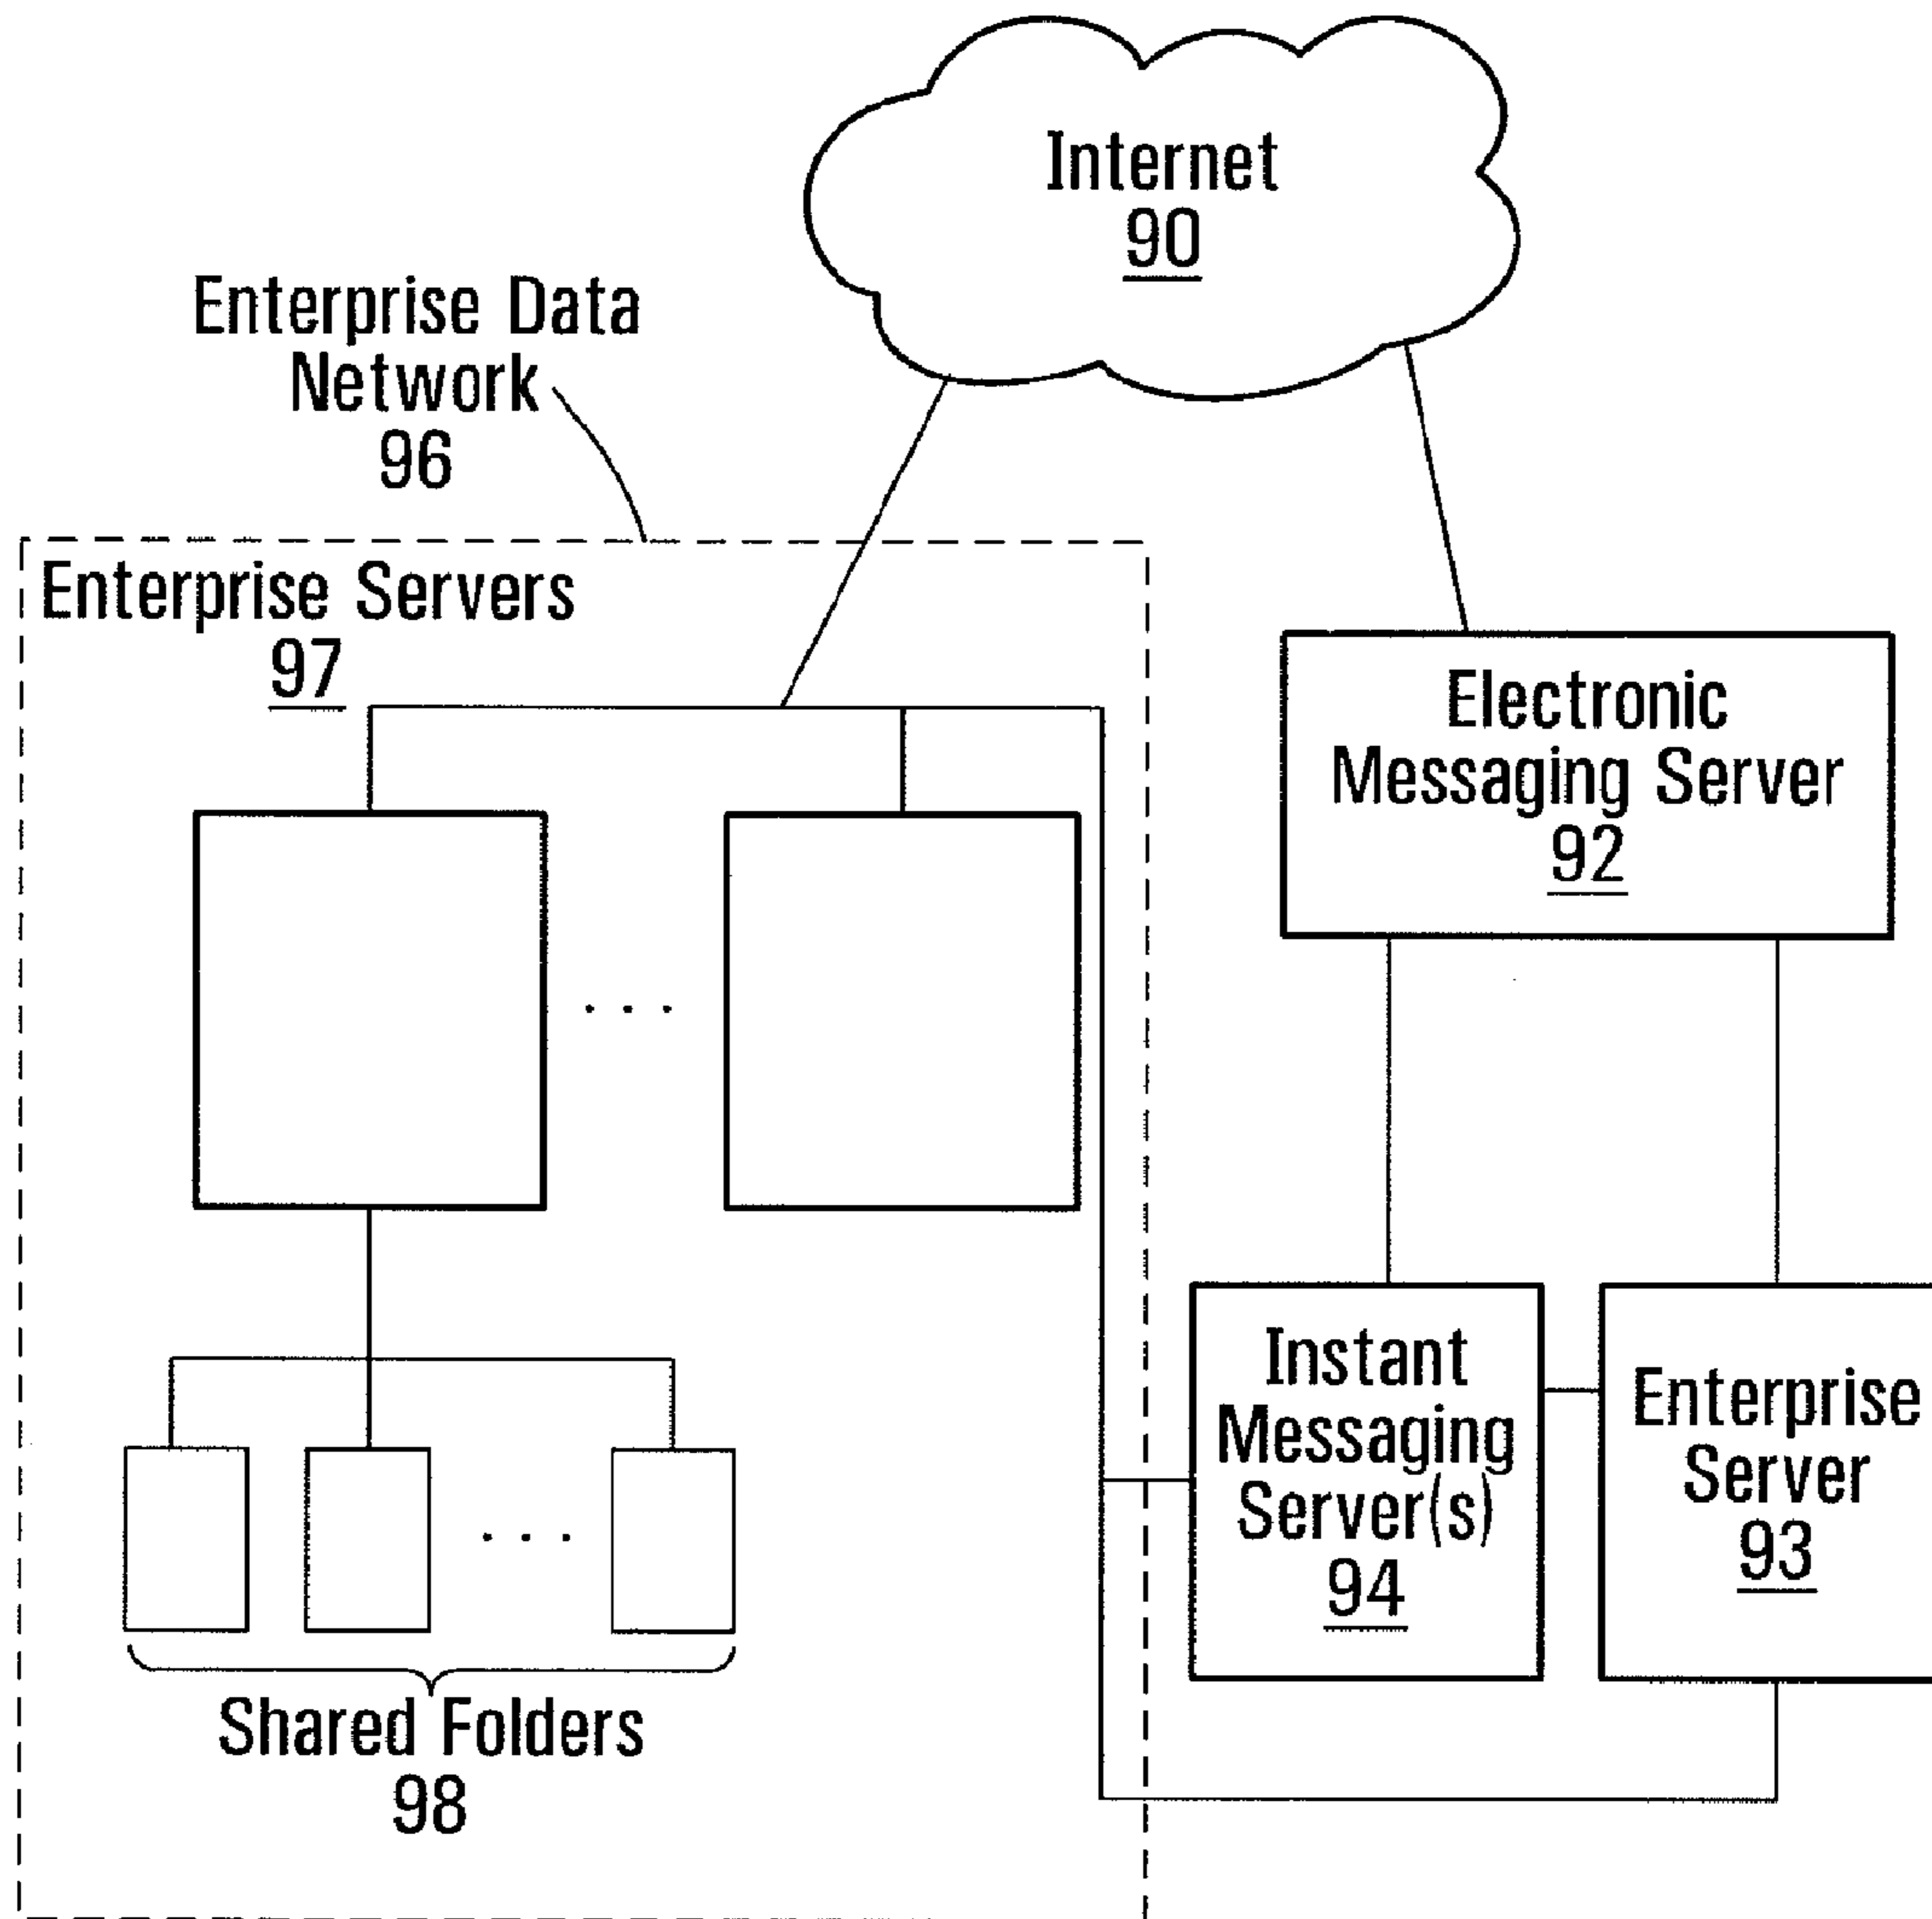 Internet
90
Enterprise Data
Network
96
Enterprise Servers
97
Electronic
Messaging Server
92
Instant
Messaging
Server(s)
94
Enterprise
Server
93
Shared Folders
98